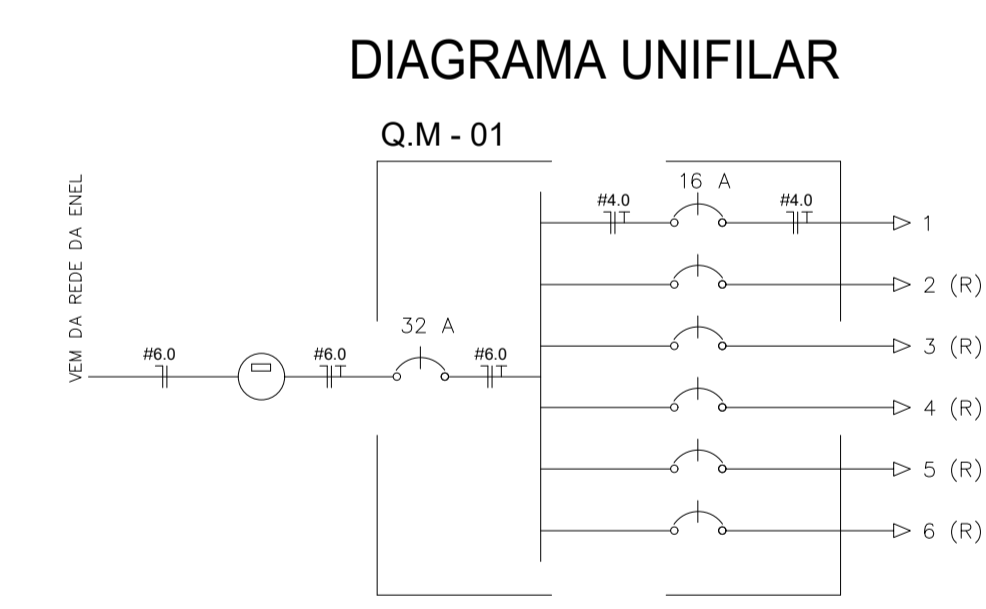 DIAGRAMA UNIFILAR
Q.M - 01
VEM DA REDE DA ENEL
#6.0
#6.0
32 A
#6.0
#4.0
16 A
#4.0
1
2 (R)
3 (R)
4 (R)
5 (R)
6 (R)